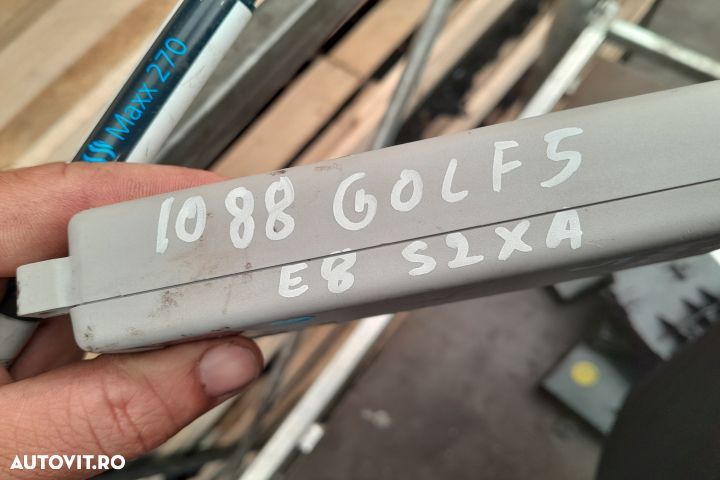 Maxx 270
1088 GOLF5
E8 S2XA
AUTOVIT.RO